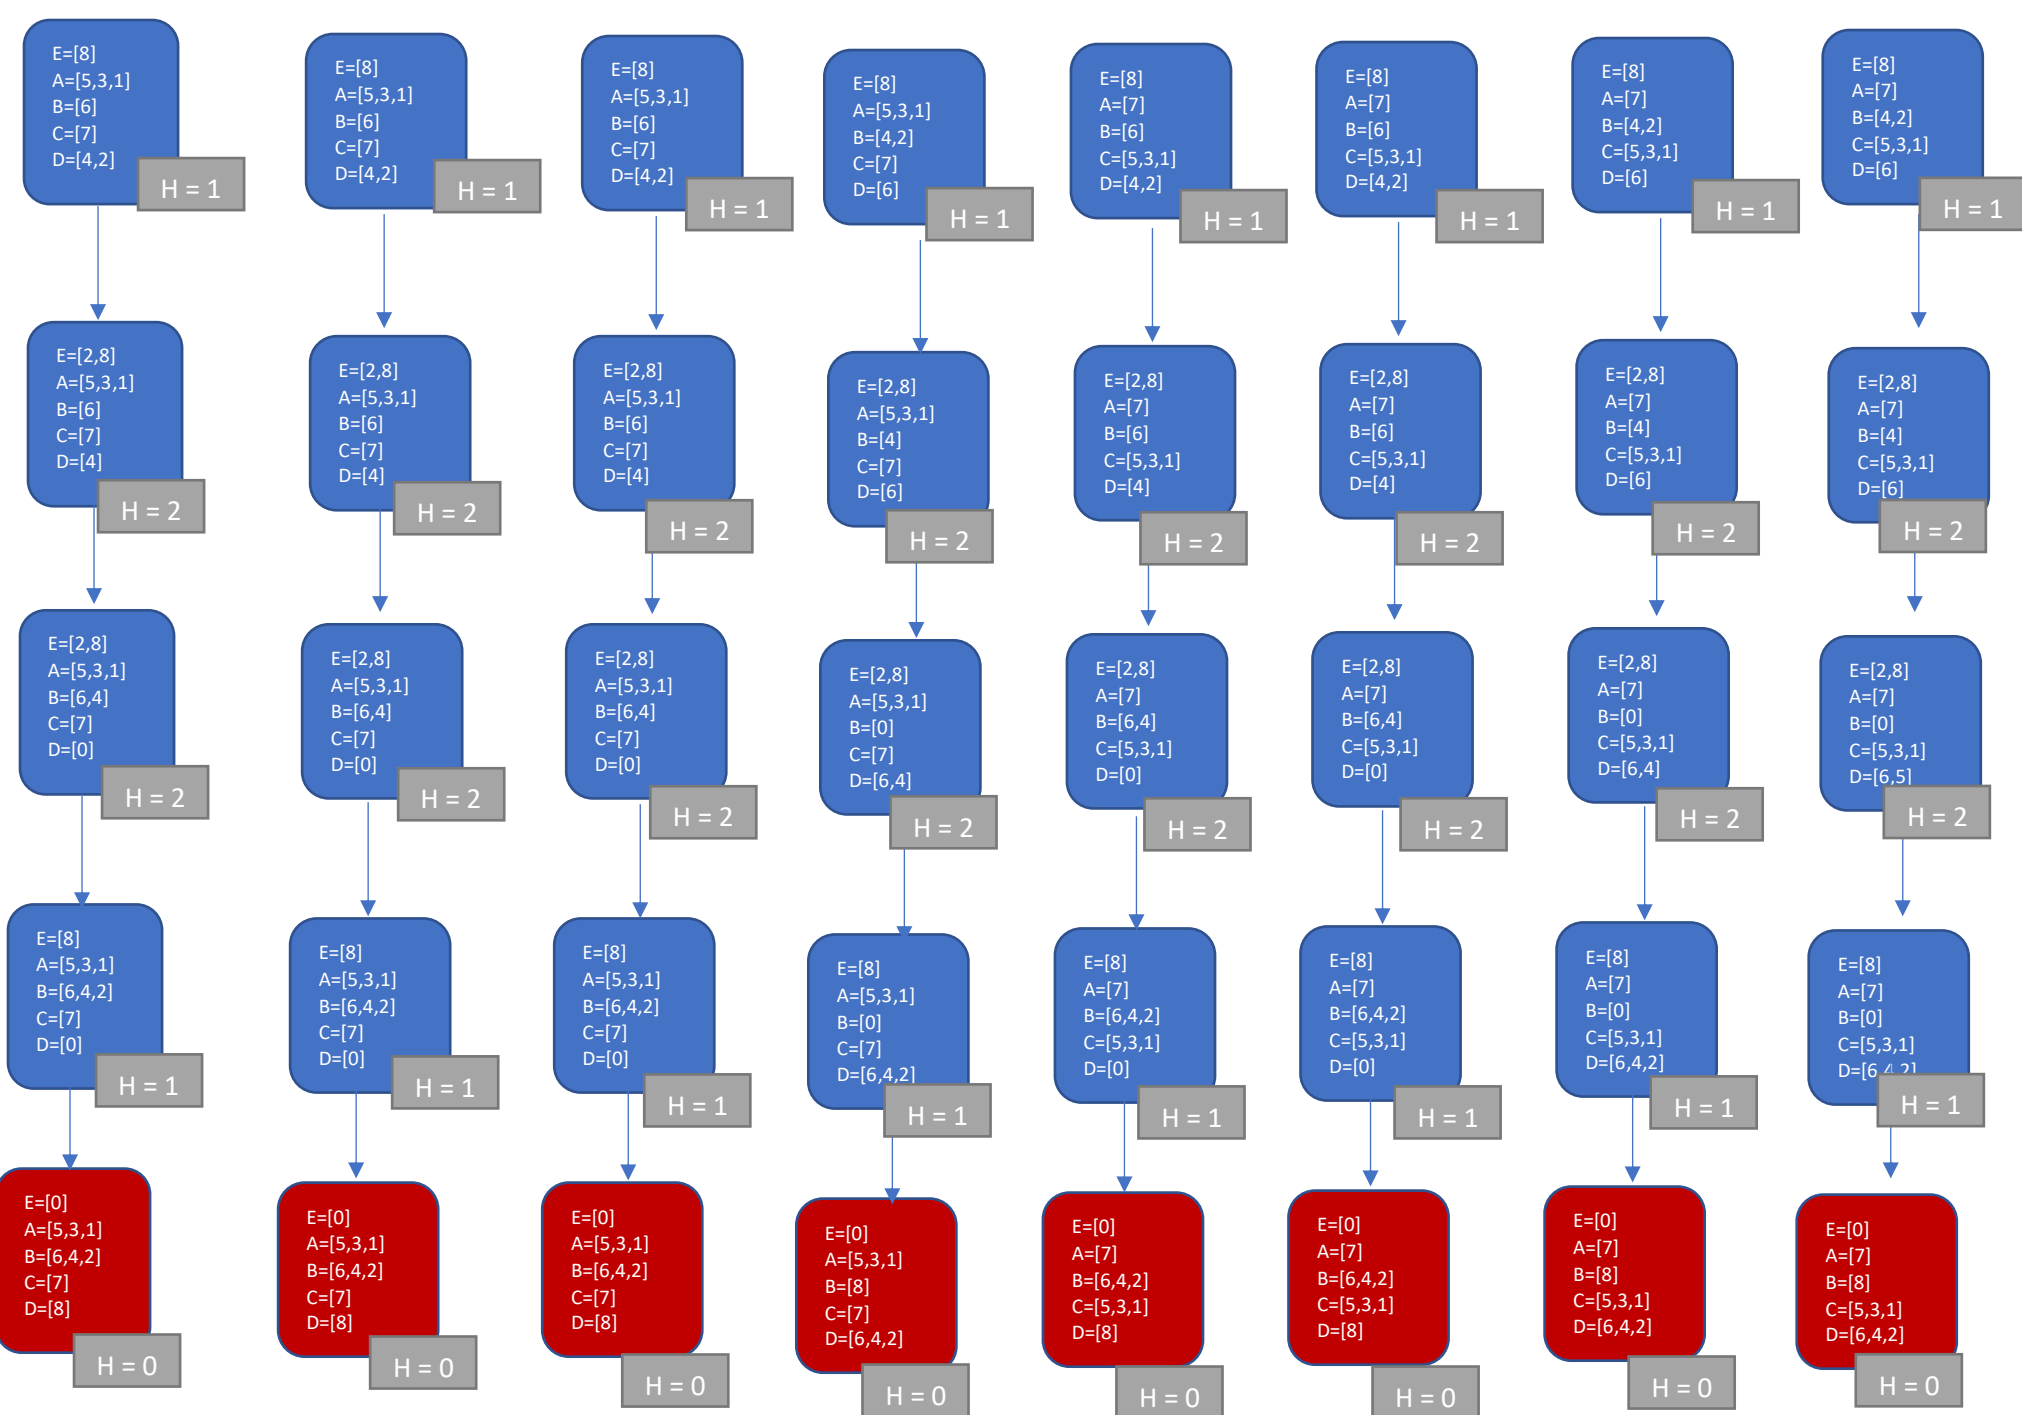 E=[8]
A=[5,3,1]
B=[6]
C=[7]
D=[4,2]
H = 1
E=[8]
A=[5,3,1]
B=[6]
C=[7]
D=[4,2]
H = 1
E=[8]
A=[5,3,1]
B=[6]
C=[7]
D=[4,2]
H = 1
E=[8]
A=[5,3,1]
B=[4,2]
C=[7]
D=[6]
H = 1
E=[8]
A=[7]
B=[6]
C=[5,3,1]
D=[4,2]
H = 1
E=[8]
A=[7]
B=[6]
C=[5,3,1]
D=[4,2]
H = 1
E=[8]
A=[7]
B=[4,2]
C=[5,3,1]
D=[6]
H = 1
E=[8]
A=[7]
B=[4,2]
C=[5,3,1]
D=[6]
H = 1
E=[2,8]
A=[5,3,1]
B=[6]
C=[7]
D=[4]
H = 2
E=[2,8]
A=[5,3,1]
B=[6]
C=[7]
D=[4]
H = 2
E=[2,8]
A=[5,3,1]
B=[6]
C=[7]
D=[4]
H = 2
E=[2,8]
A=[5,3,1]
B=[4]
C=[7]
D=[6]
H = 2
E=[2,8]
A=[7]
B=[6]
C=[5,3,1]
D=[4]
H = 2
E=[2,8]
A=[7]
B=[6]
C=[5,3,1]
D=[4]
H = 2
E=[2,8]
A=[7]
B=[4]
C=[5,3,1]
D=[6]
H = 2
E=[2,8]
A=[7]
B=[4]
C=[5,3,1]
D=[6]
H = 2
E=[2,8]
A=[5,3,1]
B=[6,4]
C=[7]
D=[0]
H = 2
E=[2,8]
A=[5,3,1]
B=[6,4]
C=[7]
D=[0]
H = 2
E=[2,8]
A=[5,3,1]
B=[6,4]
C=[7]
D=[0]
H = 2
E=[2,8]
A=[5,3,1]
B=[0]
C=[7]
D=[6,4]
H = 2
E=[2,8]
A=[7]
B=[6,4]
C=[5,3,1]
D=[0]
H = 2
E=[2,8]
A=[7]
B=[6,4]
C=[5,3,1]
D=[0]
H = 2
E=[2,8]
A=[7]
B=[0]
C=[5,3,1]
D=[6,4]
H = 2
E=[2,8]
A=[7]
B=[0]
C=[5,3,1]
D=[6,5]
H = 2
E=[8]
A=[5,3,1]
B=[6,4,2]
C=[7]
D=[0]
H = 1
E=[8]
A=[5,3,1]
B=[6,4,2]
C=[7]
D=[0]
H = 1
E=[8]
A=[5,3,1]
B=[6,4,2]
C=[7]
D=[0]
H = 1
E=[8]
A=[5,3,1]
B=[0]
C=[7]
D=[6,4,2]
H = 1
E=[8]
A=[7]
B=[6,4,2]
C=[5,3,1]
D=[0]
H = 1
E=[8]
A=[7]
B=[6,4,2]
C=[5,3,1]
D=[0]
H = 1
E=[8]
A=[7]
B=[0]
C=[5,3,1]
D=[6,4,2]
H = 1
E=[8]
A=[7]
B=[0]
C=[5,3,1]
D=[6,4,2]
H = 1
E=[0]
A=[5,3,1]
B=[6,4,2]
C=[7]
D=[8]
H = 0
E=[0]
A=[5,3,1]
B=[6,4,2]
C=[7]
D=[8]
H = 0
E=[0]
A=[5,3,1]
B=[6,4,2]
C=[7]
D=[8]
H = 0
E=[0]
A=[5,3,1]
B=[8]
C=[7]
D=[6,4,2]
H = 0
E=[0]
A=[7]
B=[6,4,2]
C=[5,3,1]
D=[8]
H = 0
E=[0]
A=[7]
B=[6,4,2]
C=[5,3,1]
D=[8]
H = 0
E=[0]
A=[7]
B=[8]
C=[5,3,1]
D=[6,4,2]
H = 0
E=[0]
A=[7]
B=[8]
C=[5,3,1]
D=[6,4,2]
H = 0